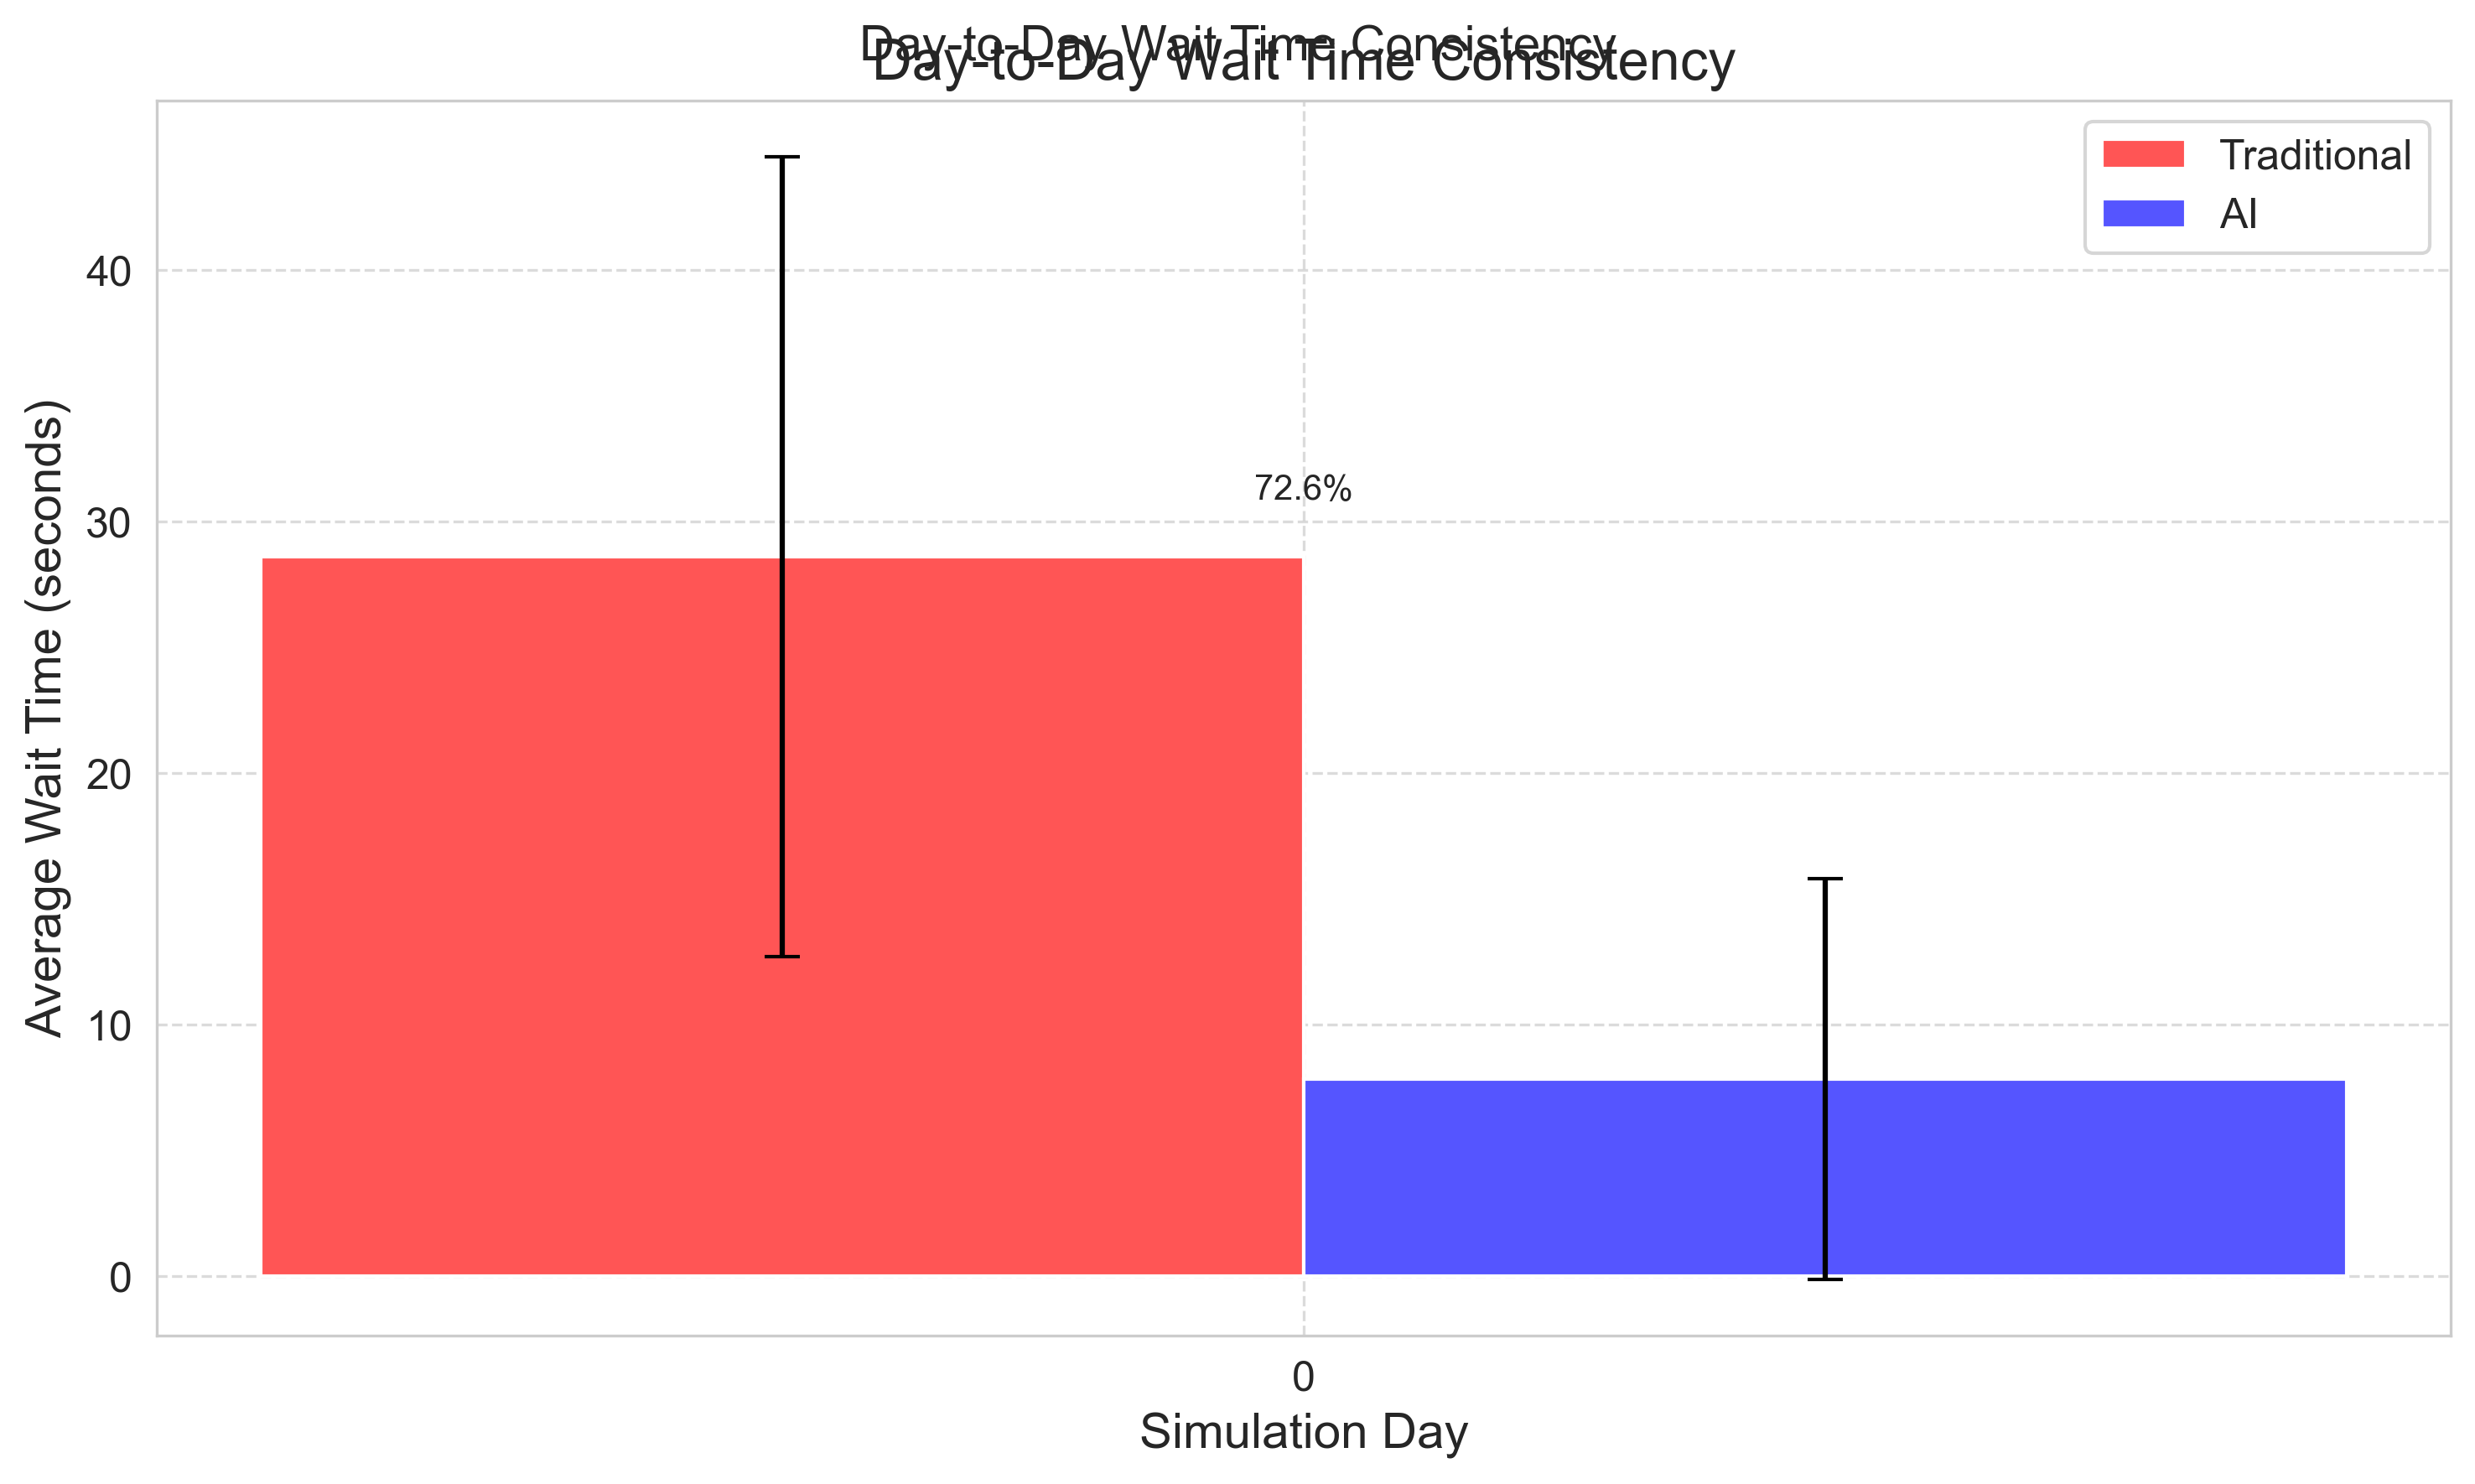 Day-to-Day Wait Time Consistency
Day-to-Day Wait Time Consistency
Traditional
AI
Average Wait Time (seconds)
40
30
20
10
0
72.6%
0
Simulation Day